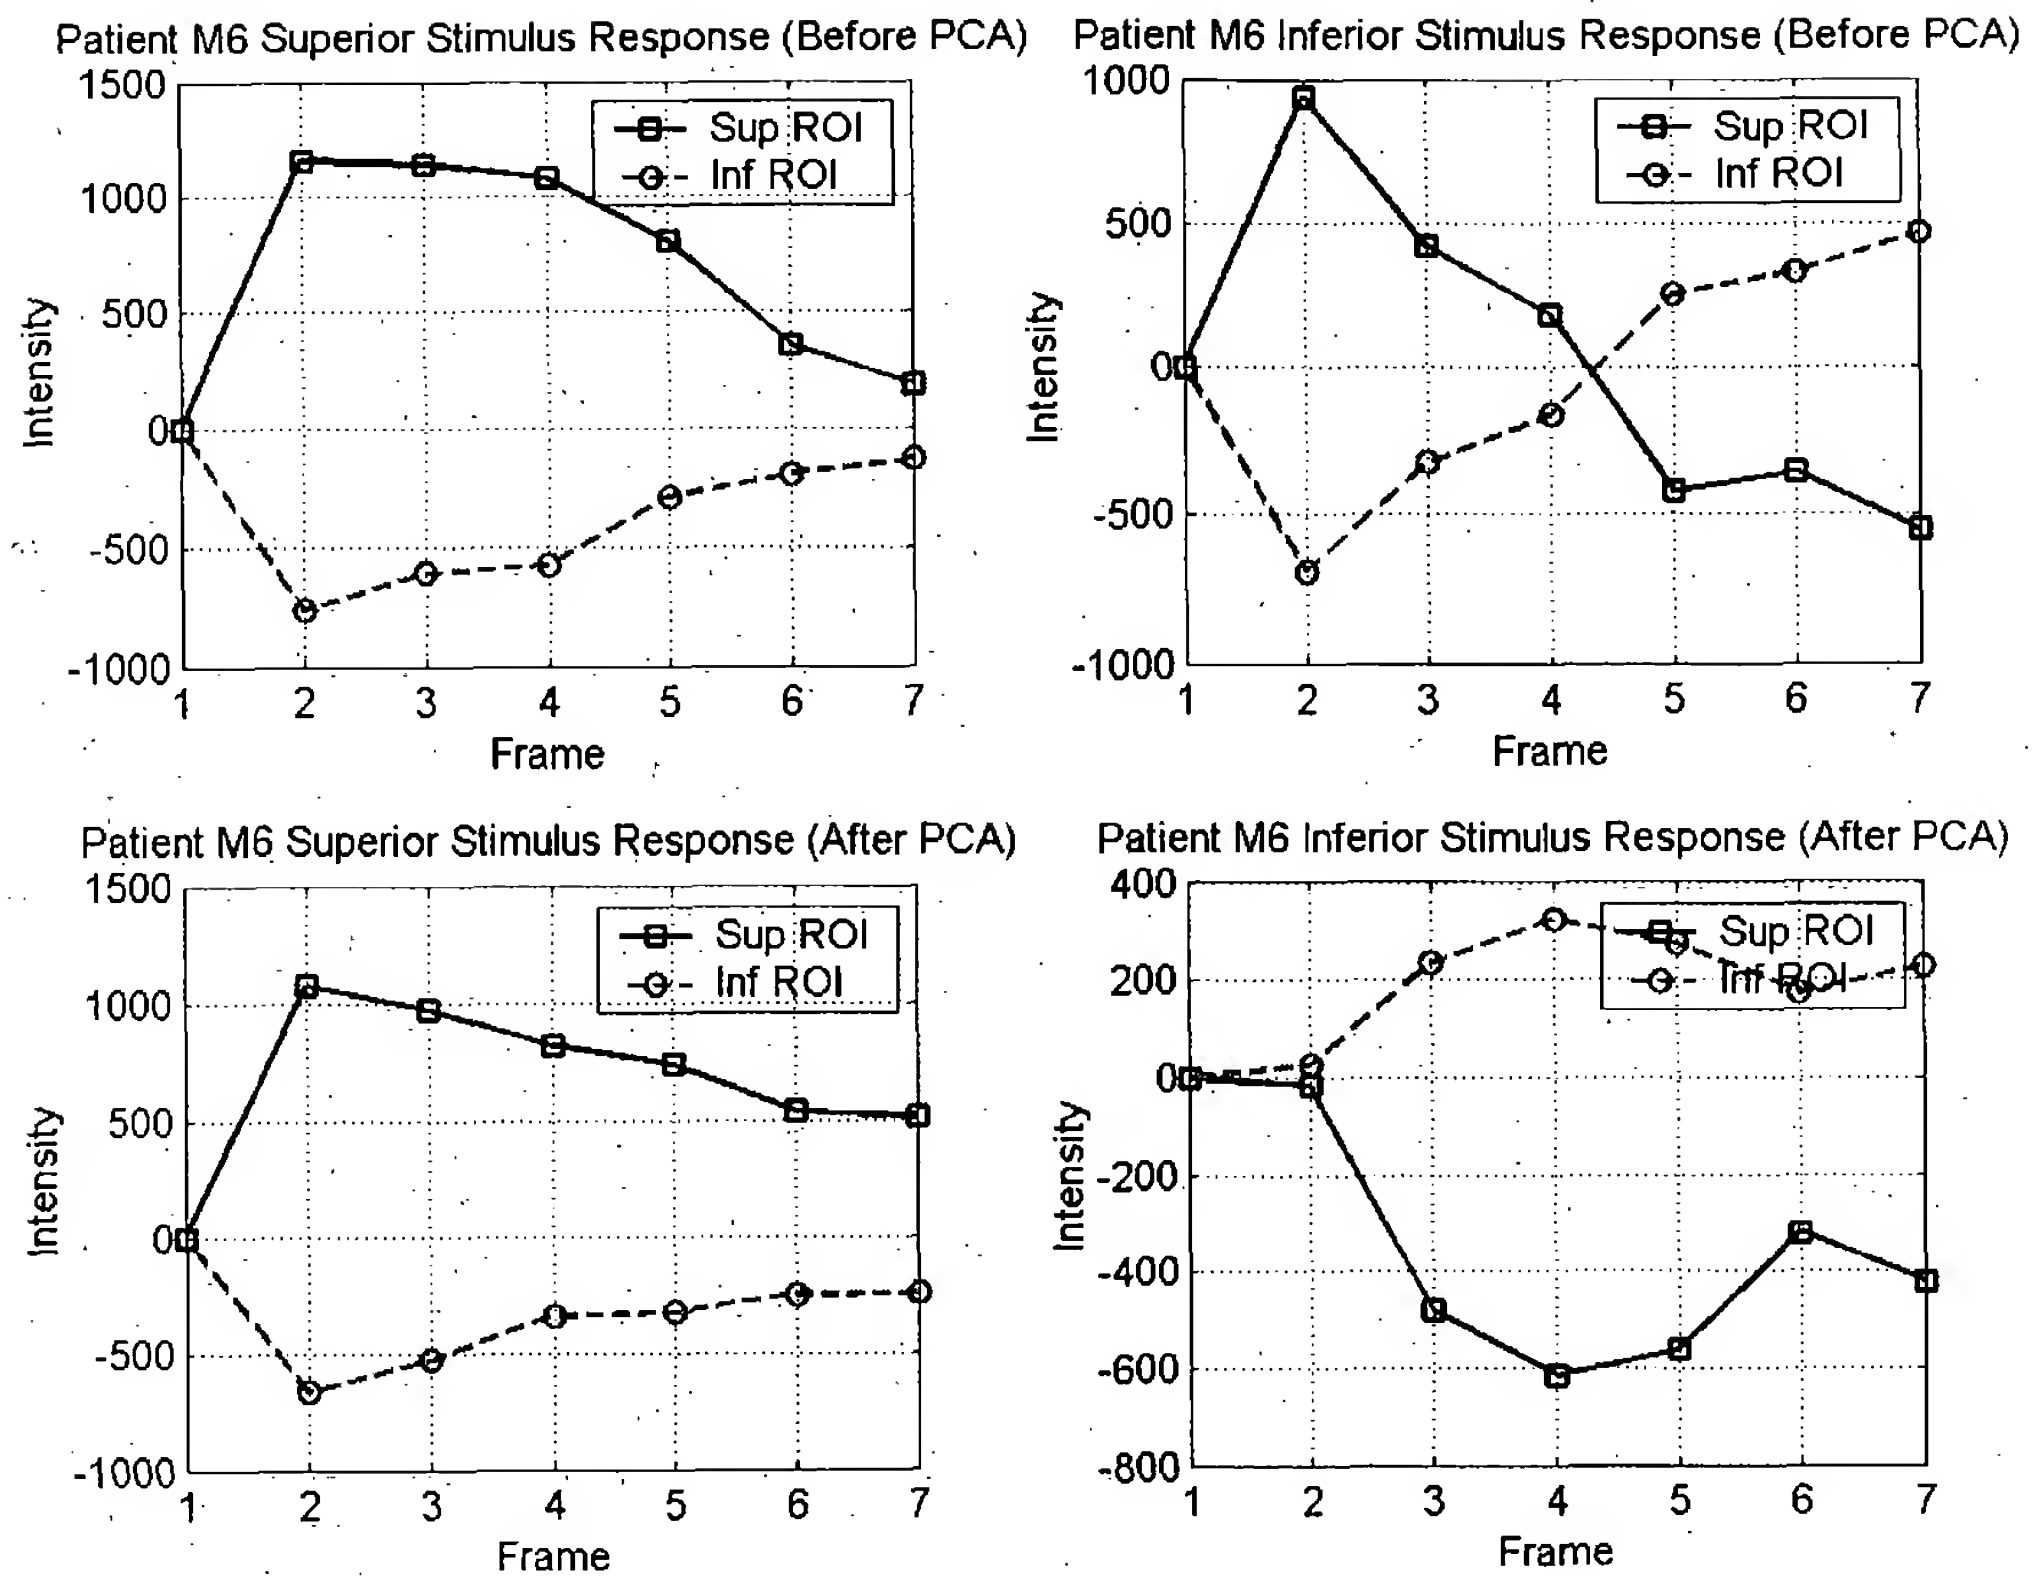 Patient M6 Superior Stimulus Response (Before PCA)
1500
1000
500
0
-500
-1000
Intensity
Sup ROI
Inf ROI
1 2 3 4 5 6 7
Frame
Patient M6 Inferior Stimulus Response (Before PCA)
1000
500
0
-500
-1000
Intensity
Sup ROI
Inf ROI
1 2 3 4 5 6 7
Frame
Patient M6 Superior Stimulus Response (After PCA)
1500
1000
500
0
-500
-1000
Intensity
Sup ROI
Inf ROI
1 2 3 4 5 6 7
Frame
Patient M6 Inferior Stimulus Response (After PCA)
400
200
0
-200
-400
-600
-800
Intensity
Sup ROI
Inf ROI
1 2 3 4 5 6 7
Frame